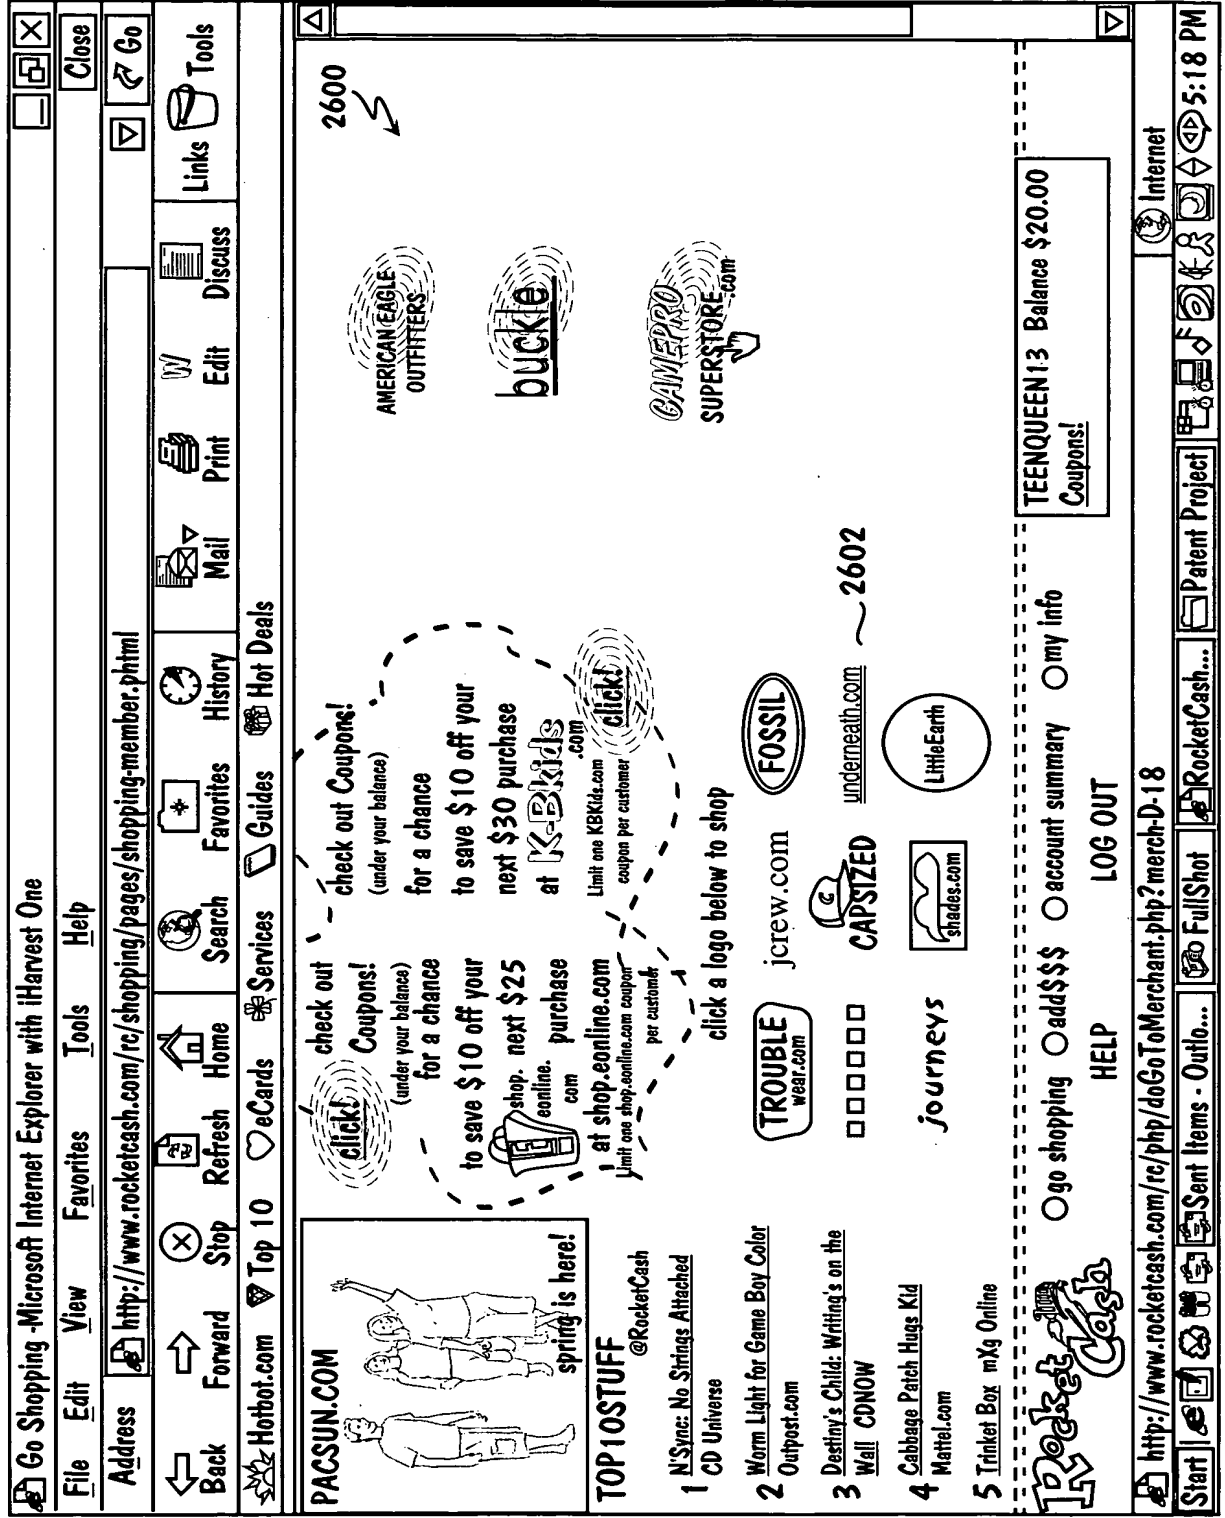 Go Shopping -Microsoft Internet Explorer with iHarvest One
File Edit View Favorites Tools Help Close
Address http://www.rocketcash.com/rc/shopping/pages/shopping-member.phtml Go
Back Forward Stop Refresh Home Search Favorites History Mail Print Edit Discuss Links Tools
Hotbot.com Top 10 eCards Services Guides Hot Deals
2600
PACSUN.COM
spring is here!
TOP10STUFF
@RocketCash
1 N'Sync: No Strings Attached
CD Universe
2 Worm Light for Game Boy Color
Outpost.com
3 Destiny's Child: Writing's on the
Wall CDNOW
4 Cabbage Patch Hugs Kid
Mattel.com
5 Trinket Box mXg Online
click!
check out
Coupons!
(under your balance)
for a chance
to save $10 off your
shop. next $25
eonline.
com purchase
at shop.eonline.com
Limit one shop.eonline.com coupon
per customer
check out Coupons!
(under your balance)
for a chance
to save $10 off your
next $30 purchase
at K-Bkids
.com
click!
Limit one KBKids.com
coupon per customer
click a logo below to shop
TROUBLE
wear.com
jcrew.com
FOSSIL
C
CAPSIZED
underneath.com
2602
journeys
shades.com
LittleEarth
AMERICAN EAGLE
OUTFITTERS
buckle
GAMEPRO
SUPERSTORE.com
Rocket
Cash
go shopping add$$$ account summary my info
HELP LOG OUT
TEENQUEEN13 Balance $20.00
Coupons!
http://www.rocketcash.com/rc/php/doGoToMerchant.php?merch-D-18 Internet
Start Sent Items - Outlo... FullShot RocketCash... Patent Project 5:18 PM